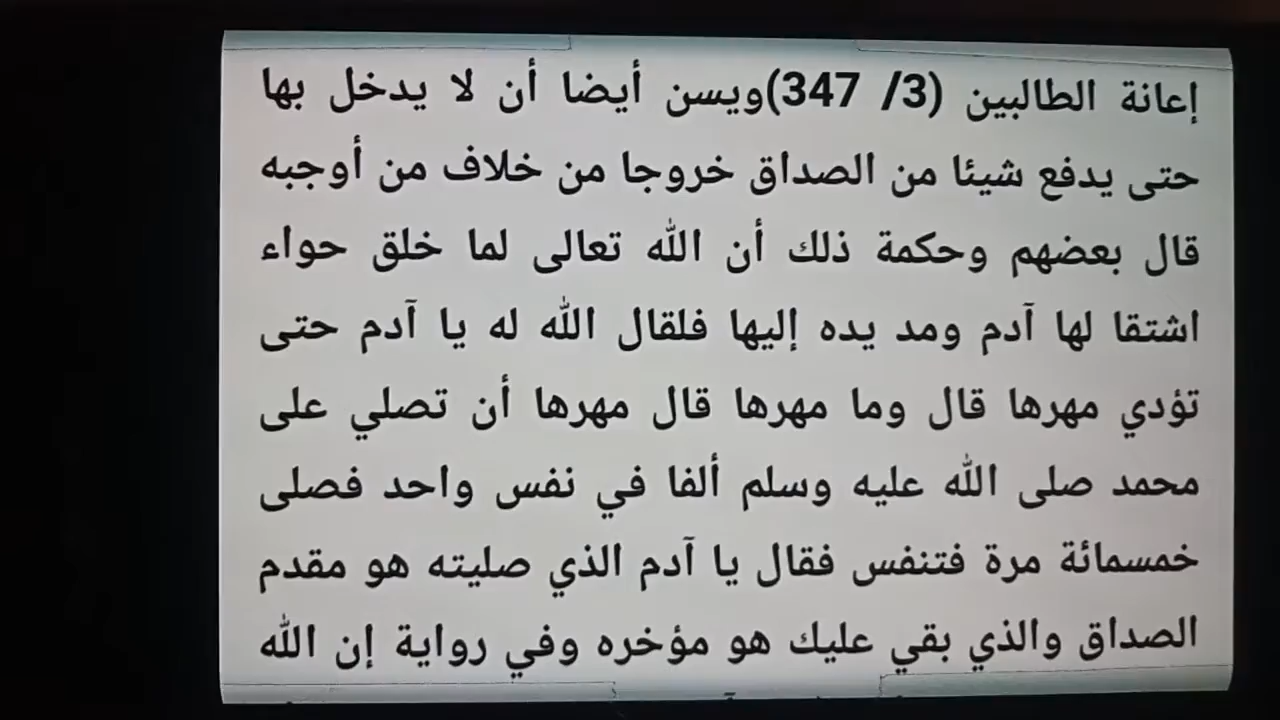 إعانة الطالبين (3/ 347)ويسن أيضا أن لا يدخل بها
حتى يدفع شيئا من الصداق خروجا من خلاف من أوجبه
قال بعضهم وحكمة ذلك أن الله تعالى لما خلق حواء
اشتقا لها آدم ومد يده إليها فلقال الله له يا آدم حتى
تؤدي مهرها قال وما مهرها قال مهرها أن تصلي على
محمد صلى الله عليه وسلم ألفا في نفس واحد فصلى
خمسمائة مرة فتنفس فقال يا آدم الذي صليته هو مقدم
الصداق والذي بقي عليك هو مؤخره وفي رواية إن الله